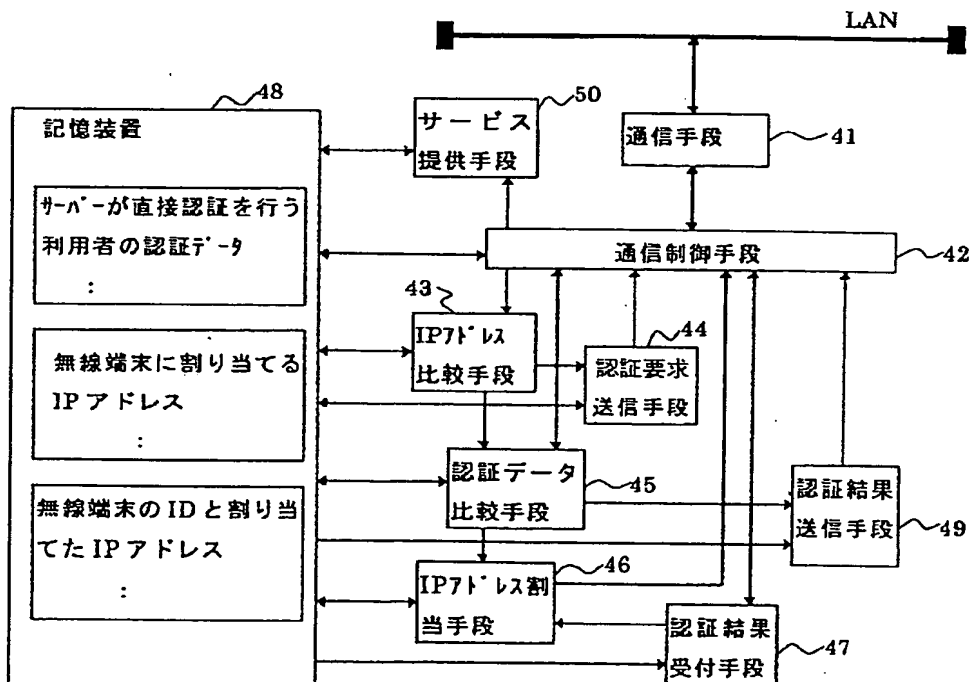 LAN
48
記憶装置
50
サービス
提供手段
通信手段
41
サーバーが直接認証を行う
利用者の認証データ
:
通信制御手段
42
43
IPアドレス
比較手段
44
認証要求
送信手段
無線端末に割り当てる
IPアドレス
:
認証データ
比較手段
45
認証結果
送信手段
49
無線端末のIDと割り当
てたIPアドレス
:
46
IPアドレス割
当手段
認証結果
受付手段
47